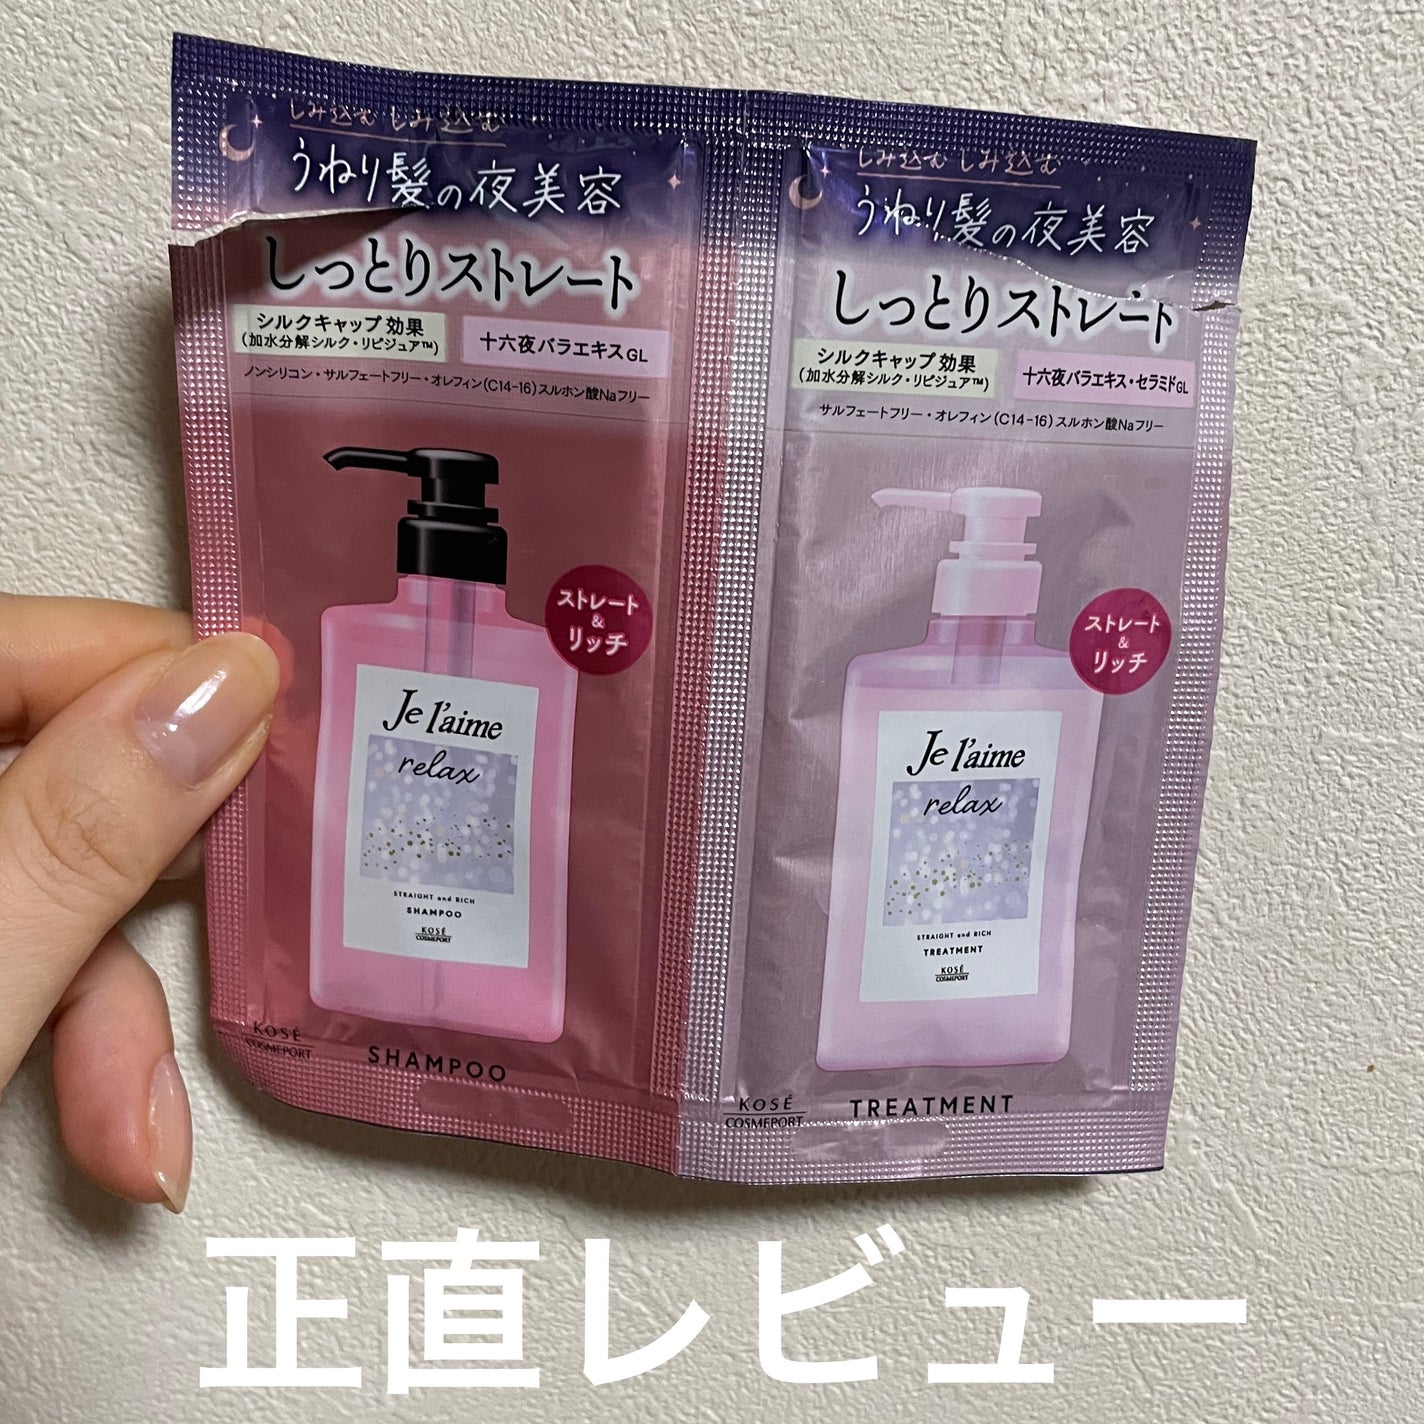 しみ込む しみ込む
うねり髪の夜美容
しっとりストレート
シルクキャップ効果
(加水分解シルク・リピジュア™)
十六夜バラエキスGL
ノンシリコン・サルフェートフリー・オレフィン(C14-16)スルホン酸Naフリー
ストレート
&
リッチ
Je l'aime
relax
STRAIGHT and RICH
SHAMPOO
KOSÉ
COSMEPORT
KOSÉ
COSMEPORT
SHAMPOO
しみ込む しみ込む
うねり髪の夜美容
しっとりストレート
シルクキャップ効果
(加水分解シルク・リピジュア™)
十六夜バラエキス・セラミドGL
サルフェートフリー・オレフィン(C14-16)スルホン酸Naフリー
ストレート
&
リッチ
Je l'aime
relax
STRAIGHT and RICH
TREATMENT
KOSÉ
COSMEPORT
KOSÉ
COSMEPORT
TREATMENT
正直レビュー